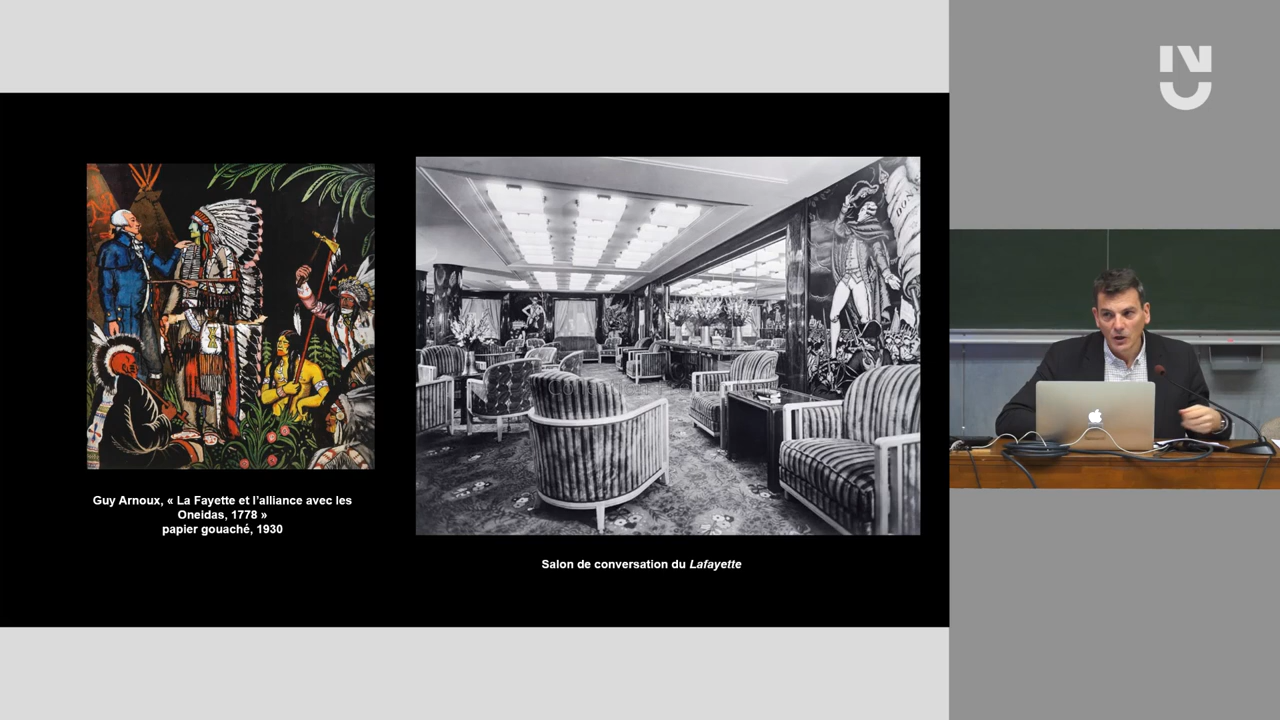 Guy Arnoux, « La Fayette et l’alliance avec les
Oneidas, 1778 »
papier gouaché, 1930
Salon de conversation du Lafayette